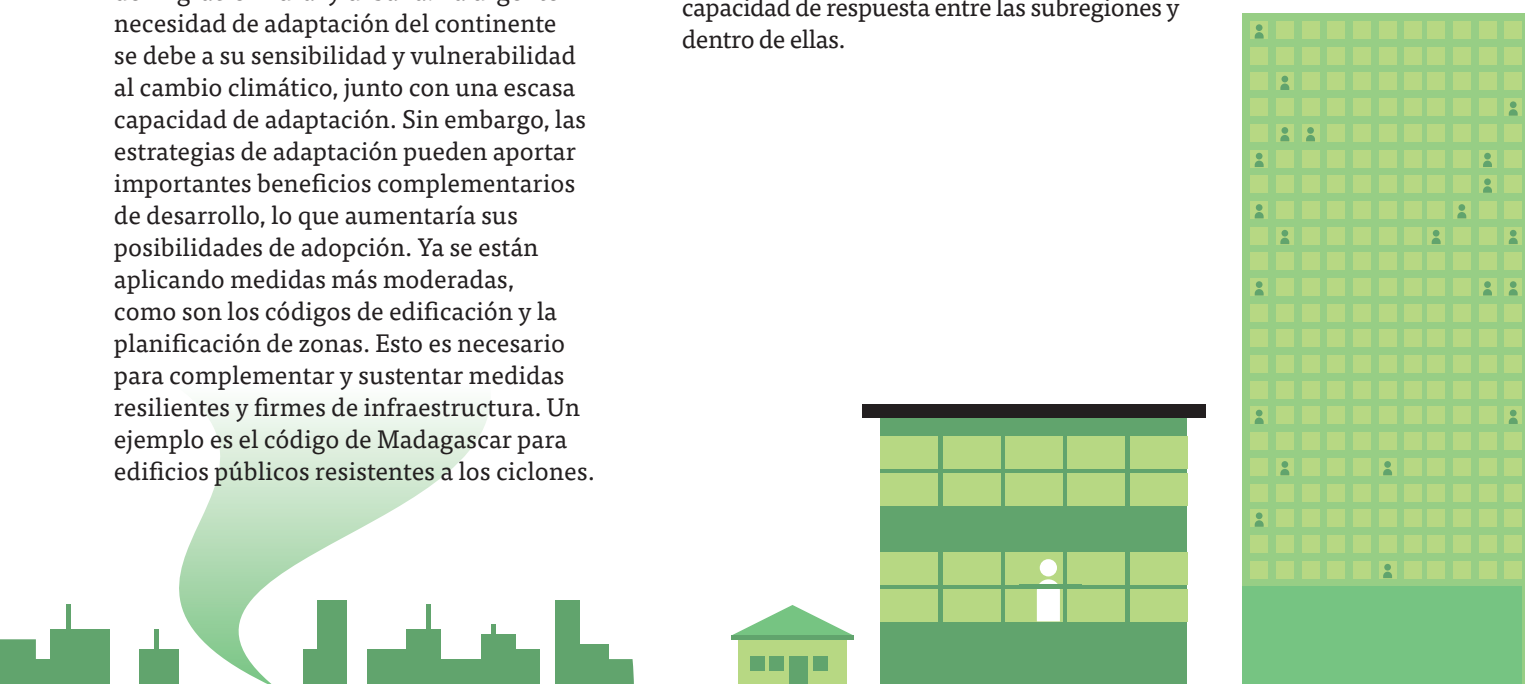 necesidad de adaptación del continente
se debe a su sensibilidad y vulnerabilidad
al cambio climático, junto con una escasa
capacidad de adaptación. Sin embargo, las
estrategias de adaptación pueden aportar
importantes beneficios complementarios
de desarrollo, lo que aumentaría sus
posibilidades de adopción. Ya se están
aplicando medidas más moderadas,
como son los códigos de edificación y la
planificación de zonas. Esto es necesario
para complementar y sustentar medidas
resilientes y firmes de infraestructura. Un
ejemplo es el código de Madagascar para
edificios públicos resistentes a los ciclones.
capacidad de respuesta entre las subregiones y
dentro de ellas.